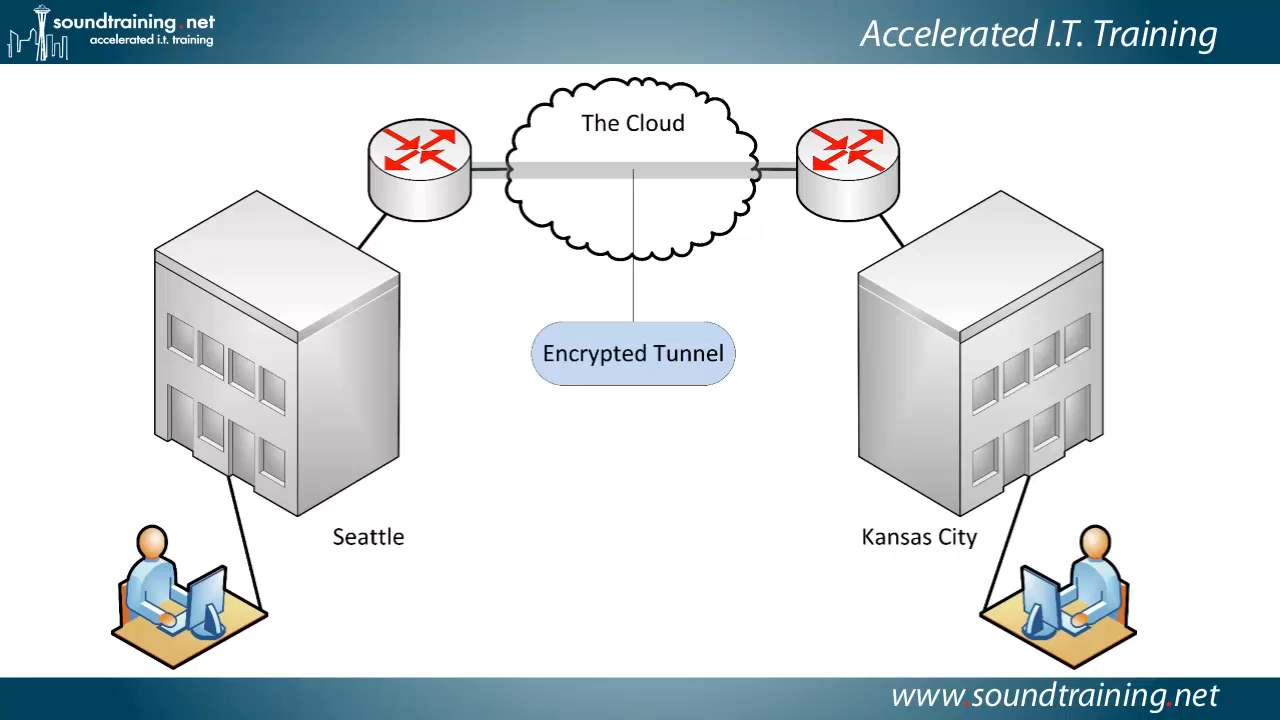 soundtraining.net
accelerated i.t. training
Accelerated I.T. Training
The Cloud
Encrypted Tunnel
Seattle
Kansas City
www.soundtraining.net